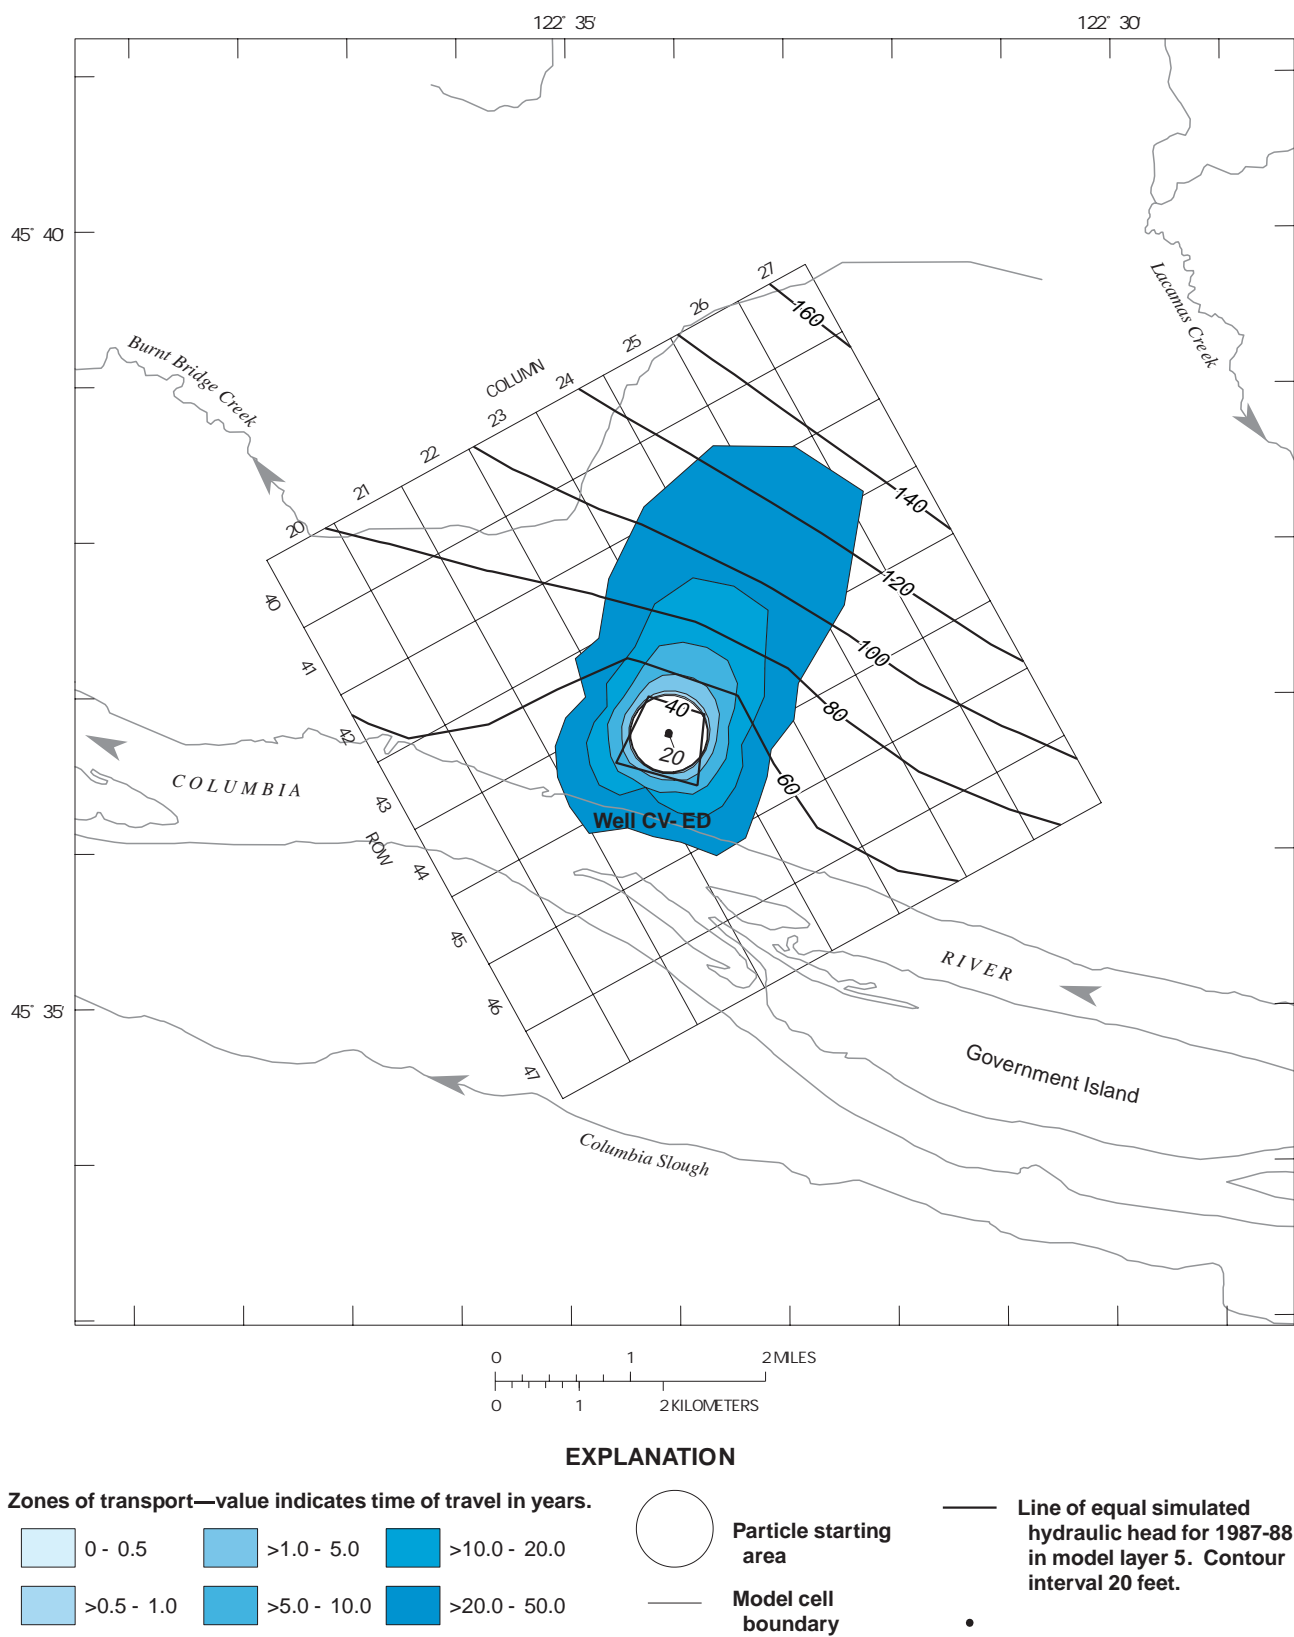 122° 35'
122° 30'
45° 40'
27
160
26
Lacamas Creek
25
Burnt Bridge Creek
COLUMN
24
23
22
21
140
20
120
40
100
41
40
80
42
20
60
COLUMBIA
43
Well CV- ED
ROW
44
45
RIVER
46
45° 35'
Government Island
47
Columbia Slough
0 1 2 MILES
0 1 2 KILOMETERS
EXPLANATION
Zones of transport—value indicates time of travel in years.
0 - 0.5
>1.0 - 5.0
>10.0 - 20.0
>0.5 - 1.0
>5.0 - 10.0
>20.0 - 50.0
Particle starting
area
Model cell
boundary
Line of equal simulated
hydraulic head for 1987-88
in model layer 5. Contour
interval 20 feet.